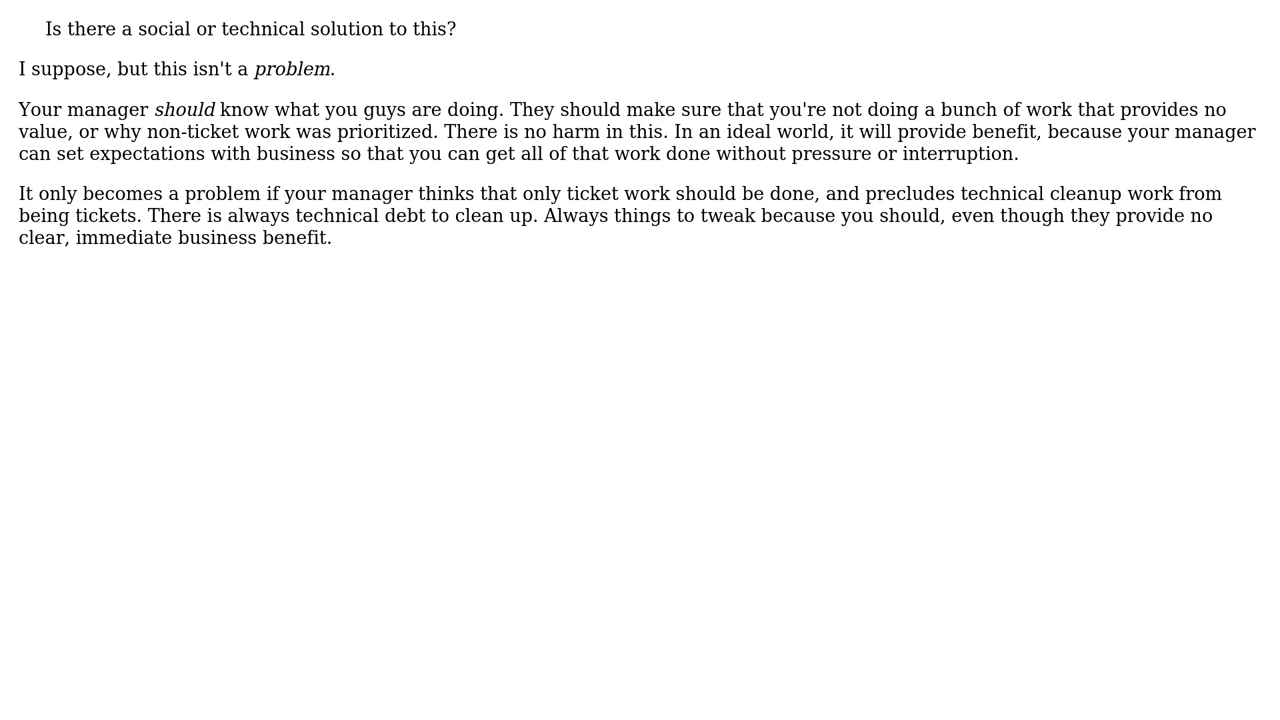 Is there a social or technical solution to this?
I suppose, but this isn't a problem.
Your manager should know what you guys are doing. They should make sure that you're not doing a bunch of work that provides no
value, or why non-ticket work was prioritized. There is no harm in this. In an ideal world, it will provide benefit, because your manager
can set expectations with business so that you can get all of that work done without pressure or interruption.
It only becomes a problem if your manager thinks that only ticket work should be done, and precludes technical cleanup work from
being tickets. There is always technical debt to clean up. Always things to tweak because you should, even though they provide no
clear, immediate business benefit.